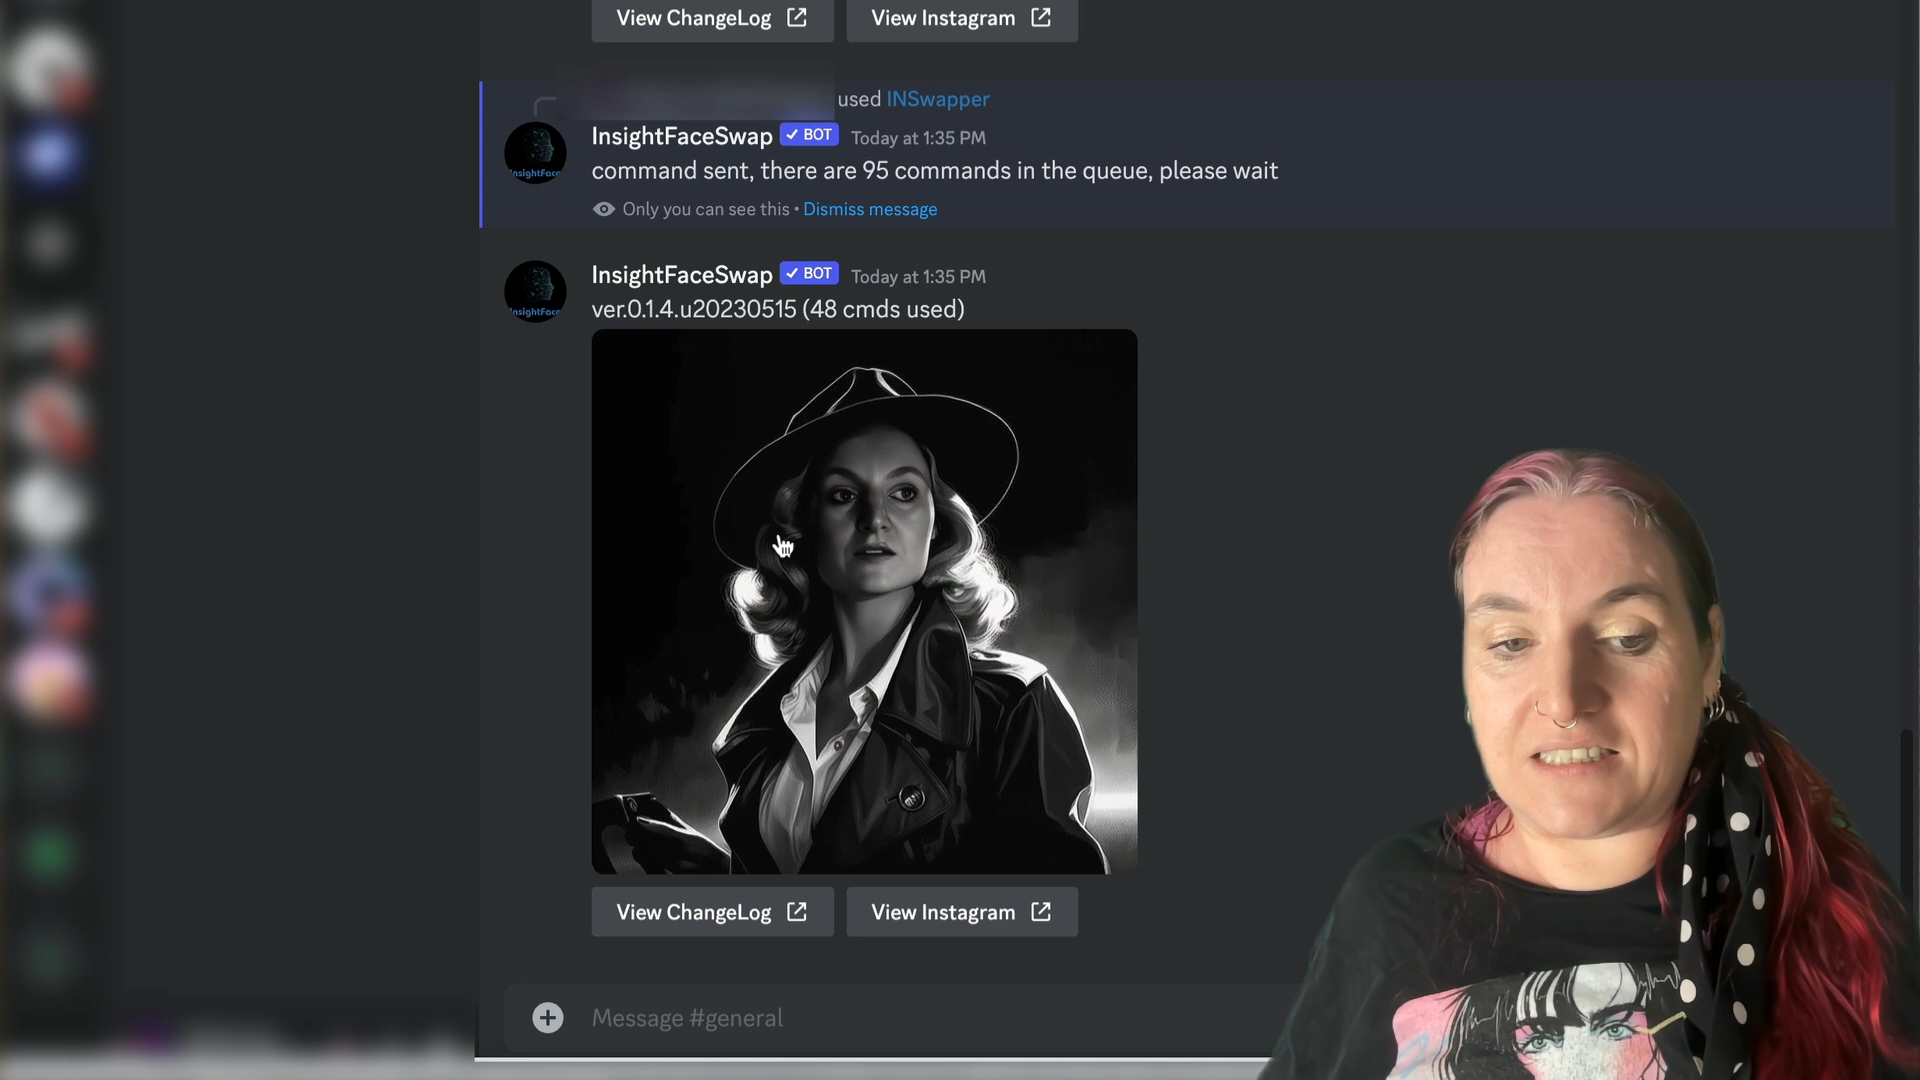 View ChangeLog View Instagram
used INSwapper
InsightFaceSwap BOT Today at 1:35 PM
command sent, there are 95 commands in the queue, please wait
Only you can see this • Dismiss message
InsightFaceSwap BOT Today at 1:35 PM
ver.0.1.4.u20230515 (48 cmds used)
View ChangeLog View Instagram
Message #general